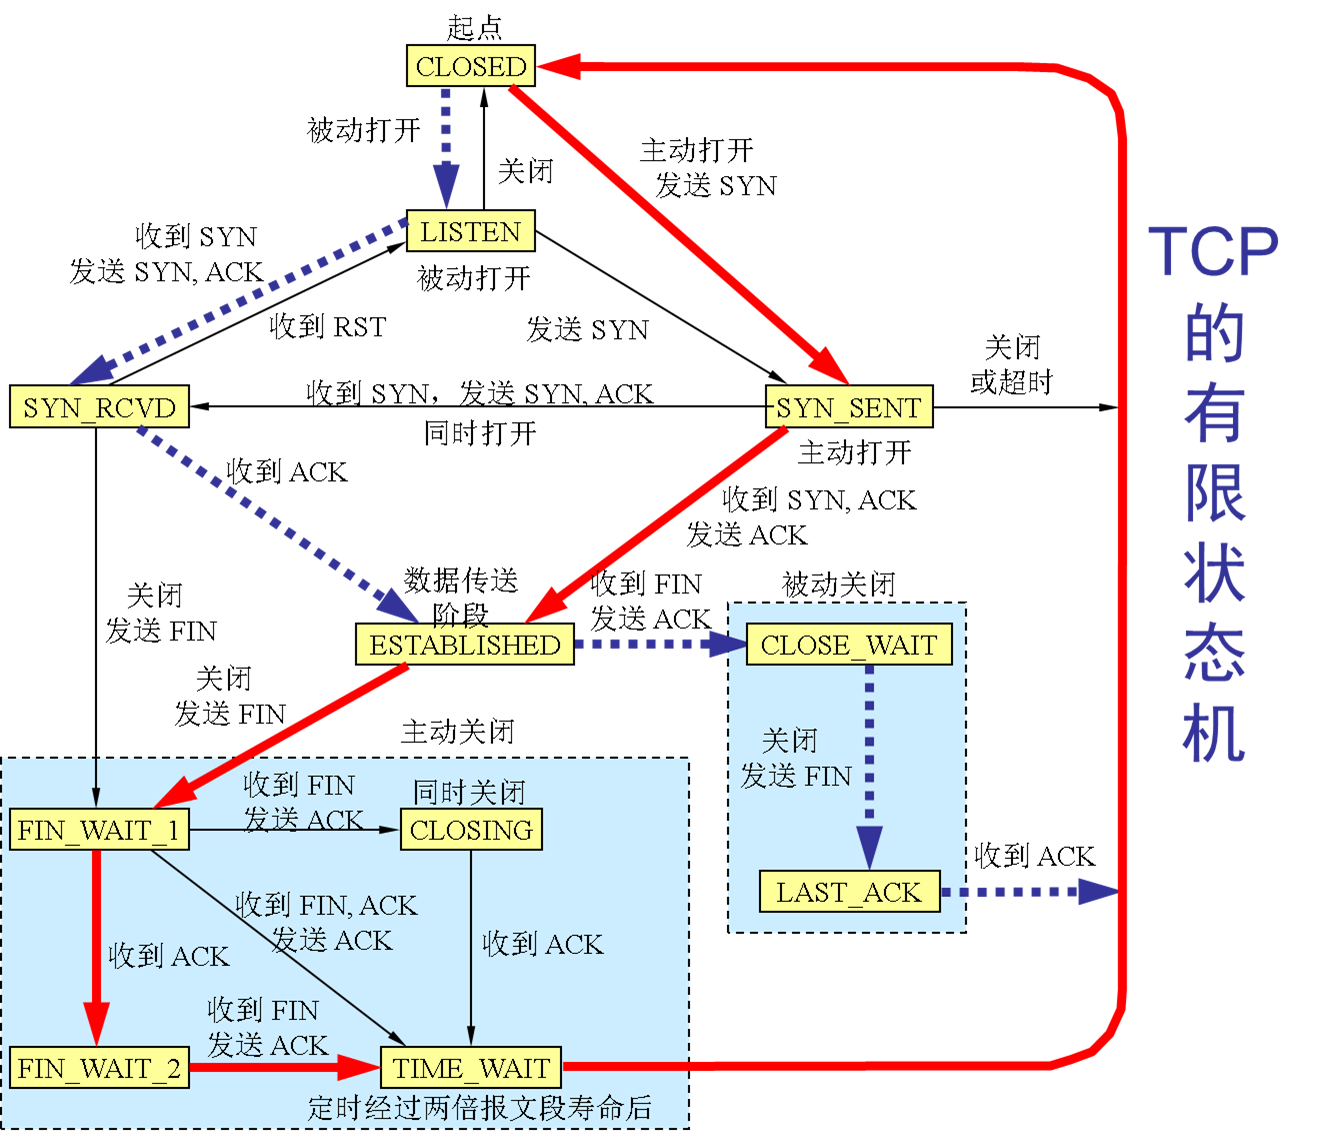 起点
CLOSED
被动打开
关闭
主动打开
发送 SYN
收到 SYN
发送 SYN, ACK
LISTEN
被动打开
收到 RST
发送 SYN
关闭
或超时
SYN_RCVD
收到 SYN，发送 SYN, ACK
同时打开
SYN_SENT
主动打开
收到 ACK
收到 SYN, ACK
发送 ACK
关闭
发送 FIN
数据传送
阶段
ESTABLISHED
收到 FIN
发送 ACK
被动关闭
CLOSE_WAIT
关闭
发送 FIN
关闭
发送 FIN
主动关闭
收到 FIN
发送 ACK
同时关闭
FIN_WAIT_1
CLOSING
LAST_ACK
收到 ACK
收到 FIN, ACK
发送 ACK
收到 ACK
收到 ACK
收到 FIN
发送 ACK
FIN_WAIT_2
TIME_WAIT
定时经过两倍报文段寿命后
TCP
的
有
限
状
态
机